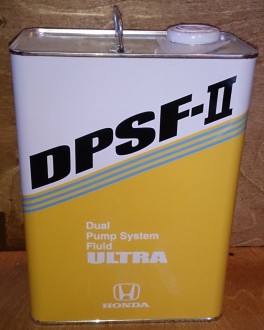 DPSF-II
Dual
Pump System
Fluid
ULTRA
HONDA